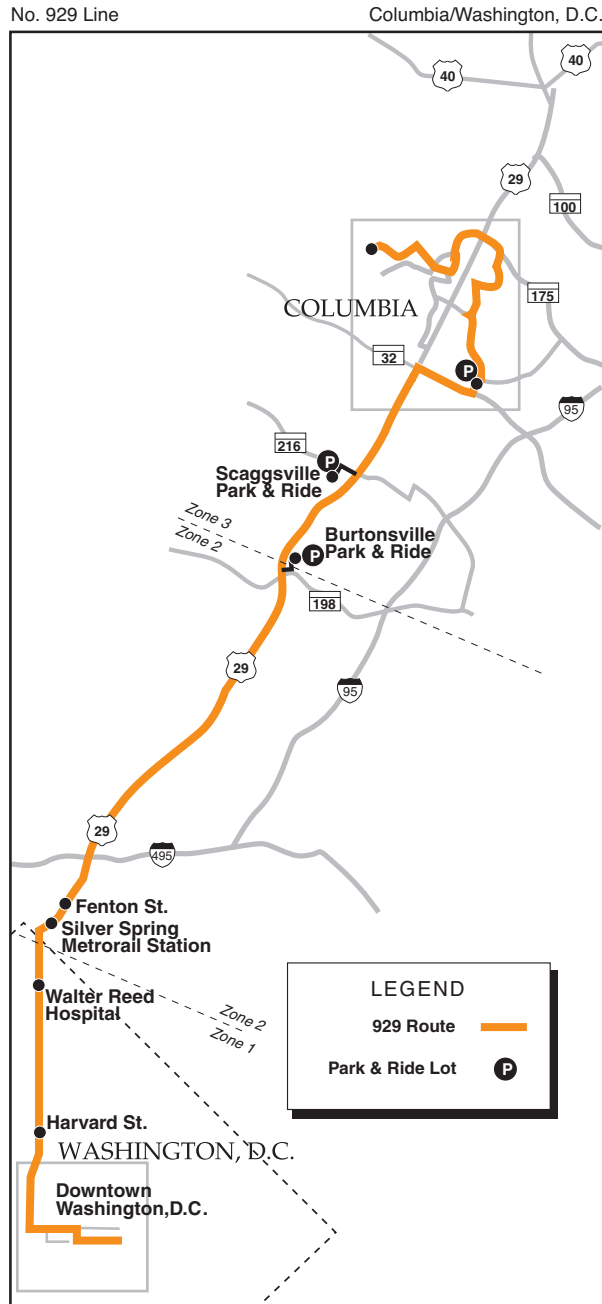 No. 929 Line
Columbia/Washington, D.C.
40
40
29
100
175
COLUMBIA
32
P
95
216
P
Scaggsville
Park & Ride
Zone 3
Zone 2
Burtonsville
Park & Ride
P
198
29
95
29
495
Fenton St.
Silver Spring
Metrorail Station
Walter Reed
Hospital
Zone 2
Zone 1
LEGEND
929 Route
Park & Ride Lot
P
Harvard St.
WASHINGTON, D.C.
Downtown
Washington,D.C.